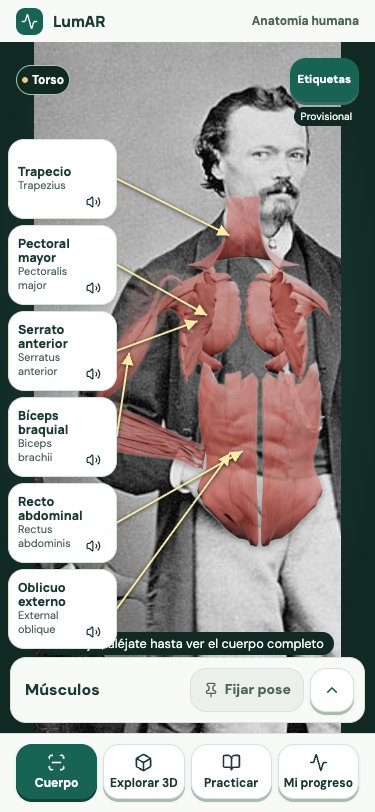 LumAR
Anatomía humana
Torso
Etiquetas
Provisional
Trapecio
Trapezius
Pectoral
mayor
Pectoralis
major
Serrato
anterior
Serratus
anterior
Bíceps
braquial
Biceps
brachii
Recto
abdominal
Rectus
abdominis
Oblicuo
externo
External
oblique
aléjate hasta ver el cuerpo completo
Músculos
Fijar pose
Cuerpo
Explorar 3D
Practicar
Mi progreso